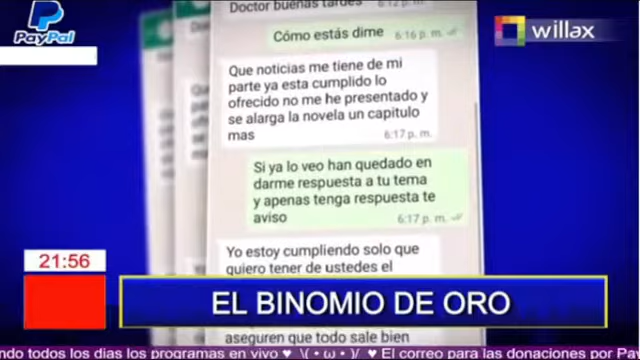 PayPal
Doctor buenas tardes
6:12 p. m.
Cómo estás dime
6:16 p. m.
willax
Que noticias me tiene de mi
parte ya esta cumplido lo
ofrecido no me he presentado y
se alarga la novela un capitulo
mas
6:17 p. m.
Si ya lo veo han quedado en
darme respuesta a tu tema
y apenas tenga respuesta te
aviso
6:17 p. m.
Yo estoy cumpliendo solo que
quiero tener de ustedes el
21:56
EL BINOMIO DE ORO
aseguren que todo sale bien
ndo todos los días los programas en vivo ♥ \( • ω • )/ ♥ El correo para las donaciones por Pa